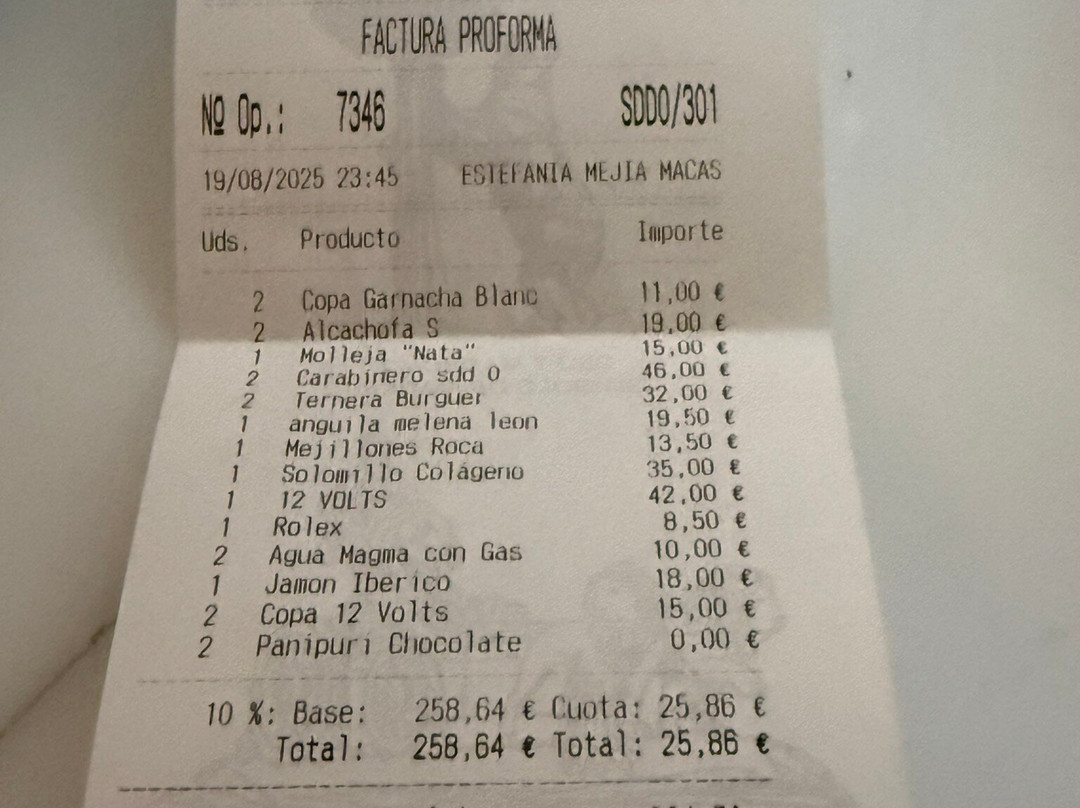 FACTURA PROFORMA
Nº Op.: 7346 SDDO/301
19/08/2025 23:45 ESTEFANIA MEJIA MACAS
Uds. Producto Importe
2 Copa Garnacha Blanc 11,00 €
2 Alcachofa S 19,00 €
1 Molleja "Nata" 15,00 €
2 Carabinero sdd O 46,00 €
2 Ternera Burguer 32,00 €
1 anguila melena leon 19,50 €
1 Mejillones Roca 13,50 €
1 Solomillo Colágeno 35,00 €
1 12 VOLTS 42,00 €
1 Rolex 8,50 €
2 Agua Magma con Gas 10,00 €
1 Jamon Iberico 18,00 €
2 Copa 12 Volts 15,00 €
2 Panipuri Chocolate 0,00 €
10 %: Base: 258,64 € Cuota: 25,86 €
Total: 258,64 € Total: 25,86 €